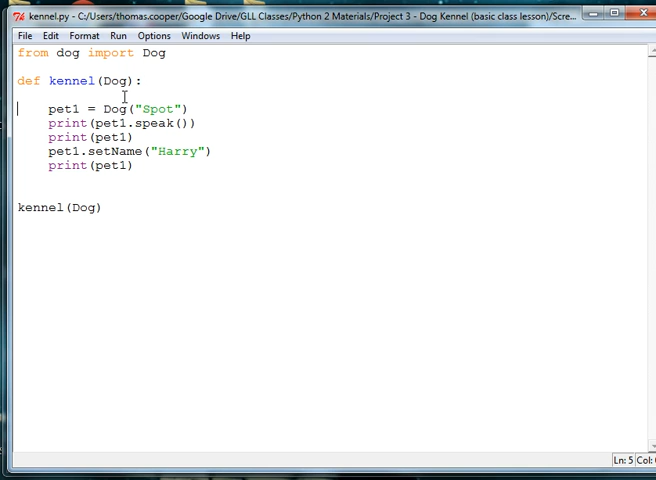 kennel.py - C:/Users/thomas.cooper/Google Drive/GLL Classes/Python 2 Materials/Project 3 - Dog Kennel (basic class lesson)/Scre...
File Edit Format Run Options Windows Help
from dog import Dog
def kennel(Dog):
pet1 = Dog("Spot")
print(pet1.speak())
print(pet1)
pet1.setName("Harry")
print(pet1)
kennel(Dog)
Ln: 5 Col: